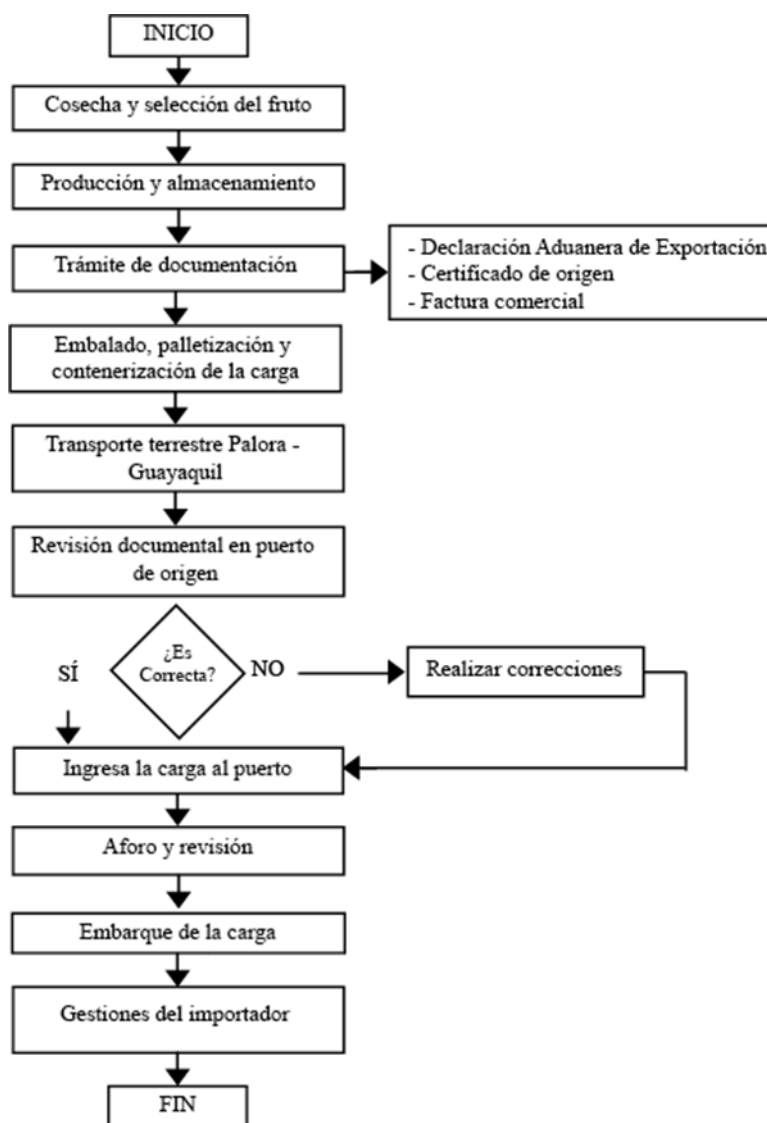 INICIO
Cosecha y selección del fruto
Producción y almacenamiento
Trámite de documentación
- Declaración Aduanera de Exportación
- Certificado de origen
- Factura comercial
Embalado, palletización y
contenerización de la carga
Transporte terrestre Palora -
Guayaquil
Revisión documental en puerto
de origen
¿Es
Correcta?
SÍ
NO
Realizar correcciones
Ingresa la carga al puerto
Aforo y revisión
Embarque de la carga
Gestiones del importador
FIN